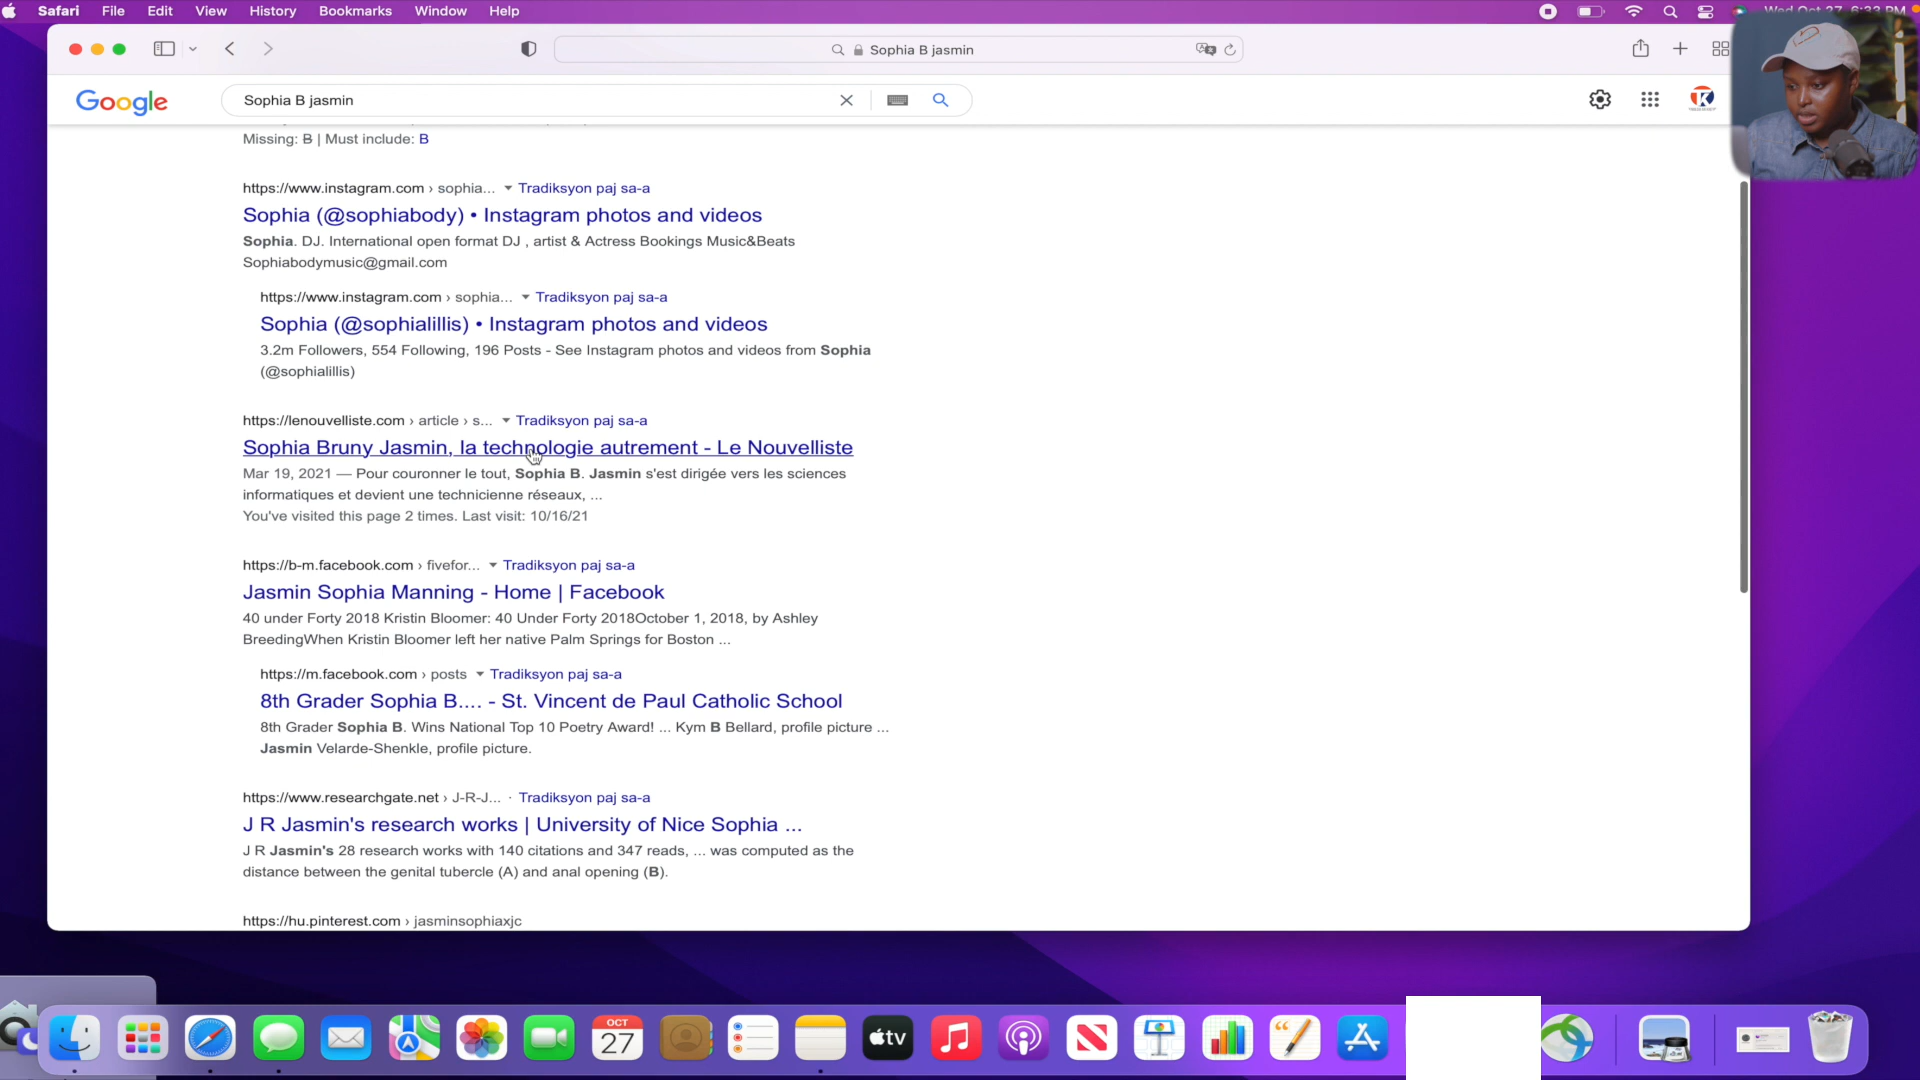 Safari File Edit View History Bookmarks Window Help
Sophia B jasmin
Google
Sophia B jasmin
Missing: B | Must include: B
https://www.instagram.com › sophia... Tradiksyon paj sa-a
Sophia (@sophiabody) • Instagram photos and videos
Sophia. DJ. International open format DJ , artist & Actress Bookings Music&Beats
Sophiabodymusic@gmail.com
https://www.instagram.com › sophia... Tradiksyon paj sa-a
Sophia (@sophialillis) • Instagram photos and videos
3.2m Followers, 554 Following, 196 Posts - See Instagram photos and videos from Sophia
(@sophialillis)
https://lenouvelliste.com › article › s... Tradiksyon paj sa-a
Sophia Bruny Jasmin, la technologie autrement - Le Nouvelliste
Mar 19, 2021 — Pour couronner le tout, Sophia B. Jasmin s'est dirigée vers les sciences
informatiques et devient une technicienne réseaux, ...
You've visited this page 2 times. Last visit: 10/16/21
https://b-m.facebook.com › fivefor... Tradiksyon paj sa-a
Jasmin Sophia Manning - Home | Facebook
40 under Forty 2018 Kristin Bloomer: 40 Under Forty 2018October 1, 2018, by Ashley
BreedingWhen Kristin Bloomer left her native Palm Springs for Boston ...
https://m.facebook.com › posts Tradiksyon paj sa-a
8th Grader Sophia B.... - St. Vincent de Paul Catholic School
8th Grader Sophia B. Wins National Top 10 Poetry Award! ... Kym B Bellard, profile picture ...
Jasmin Velarde-Shenkle, profile picture.
https://www.researchgate.net › J-R-J... · Tradiksyon paj sa-a
J R Jasmin's research works | University of Nice Sophia ...
J R Jasmin's 28 research works with 140 citations and 347 reads, ... was computed as the
distance between the genital tubercle (A) and anal opening (B).
https://hu.pinterest.com › jasminsophiaxjc
OCT
27
tv